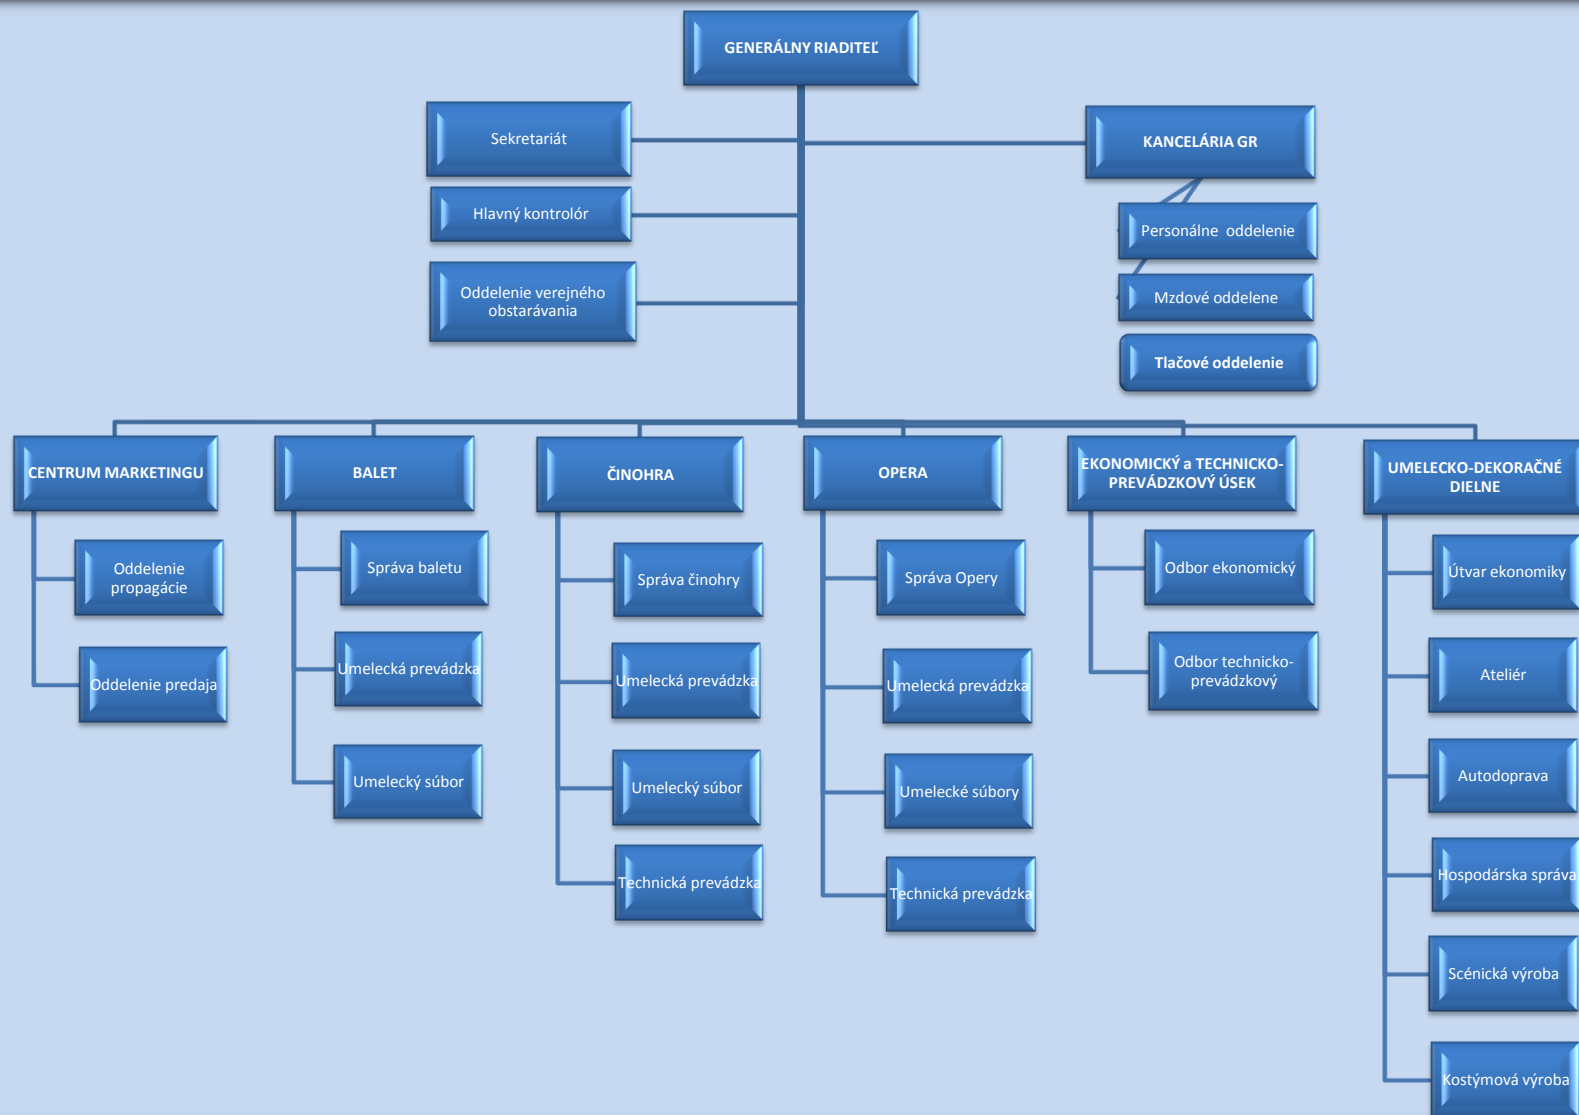 GENERÁLNY RIADITEĽ
Sekretariát
KANCELÁRIA GR
Hlavný kontrolór
Personálne oddelenie
Oddelenie verejného
obstarávania
Mzdové oddelene
Tlačové oddelenie
CENTRUM MARKETINGU
Oddelenie
propagácie
Oddelenie predaja
BALET
Správa baletu
Umelecká prevádzka
Umelecký súbor
ČINOHRA
Správa činohry
Umelecká prevádzka
Umelecký súbor
Technická prevádzka
OPERA
Správa Opery
Umelecká prevádzka
Umelecké súbory
Technická prevádzka
EKONOMICKÝ a TECHNICKO-
PREVÁDZKOVÝ ÚSEK
Odbor ekonomický
Odbor technicko-
prevádzkový
UMELECKO-DEKORAČNÉ
DIELNE
Útvar ekonomiky
Ateliér
Autodoprava
Hospodárska správa
Scénická výroba
Kostýmová výroba